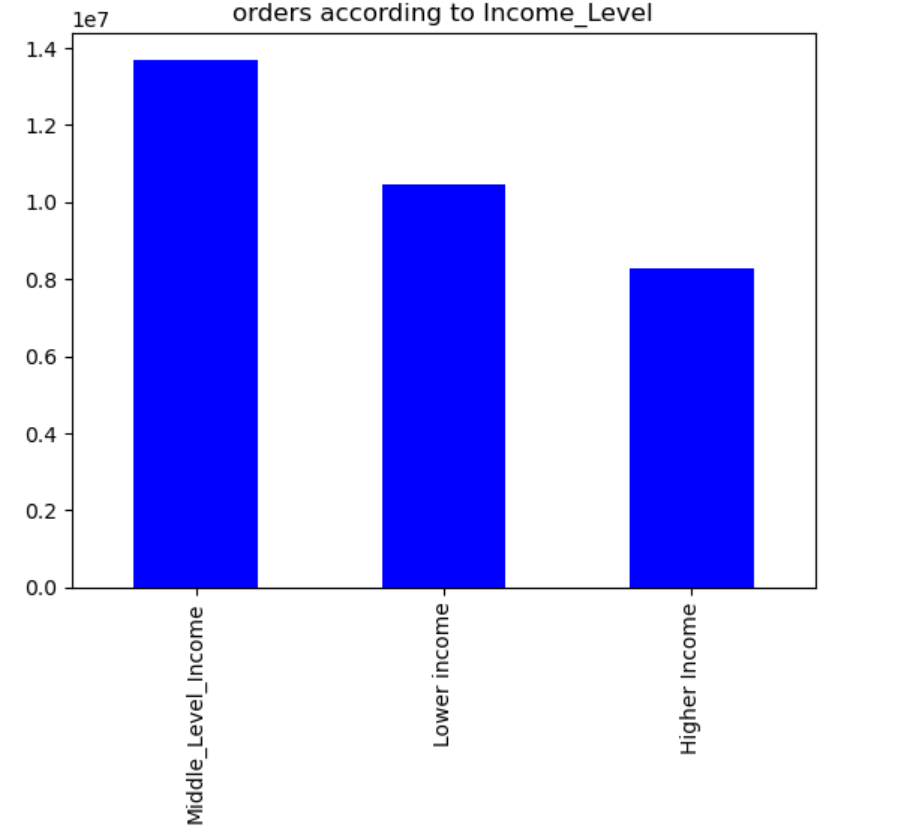 orders according to Income_Level
1e7
1.4
1.2
1.0
0.8
0.6
0.4
0.2
0.0
Middle_Level_Income
Lower income
Higher Income